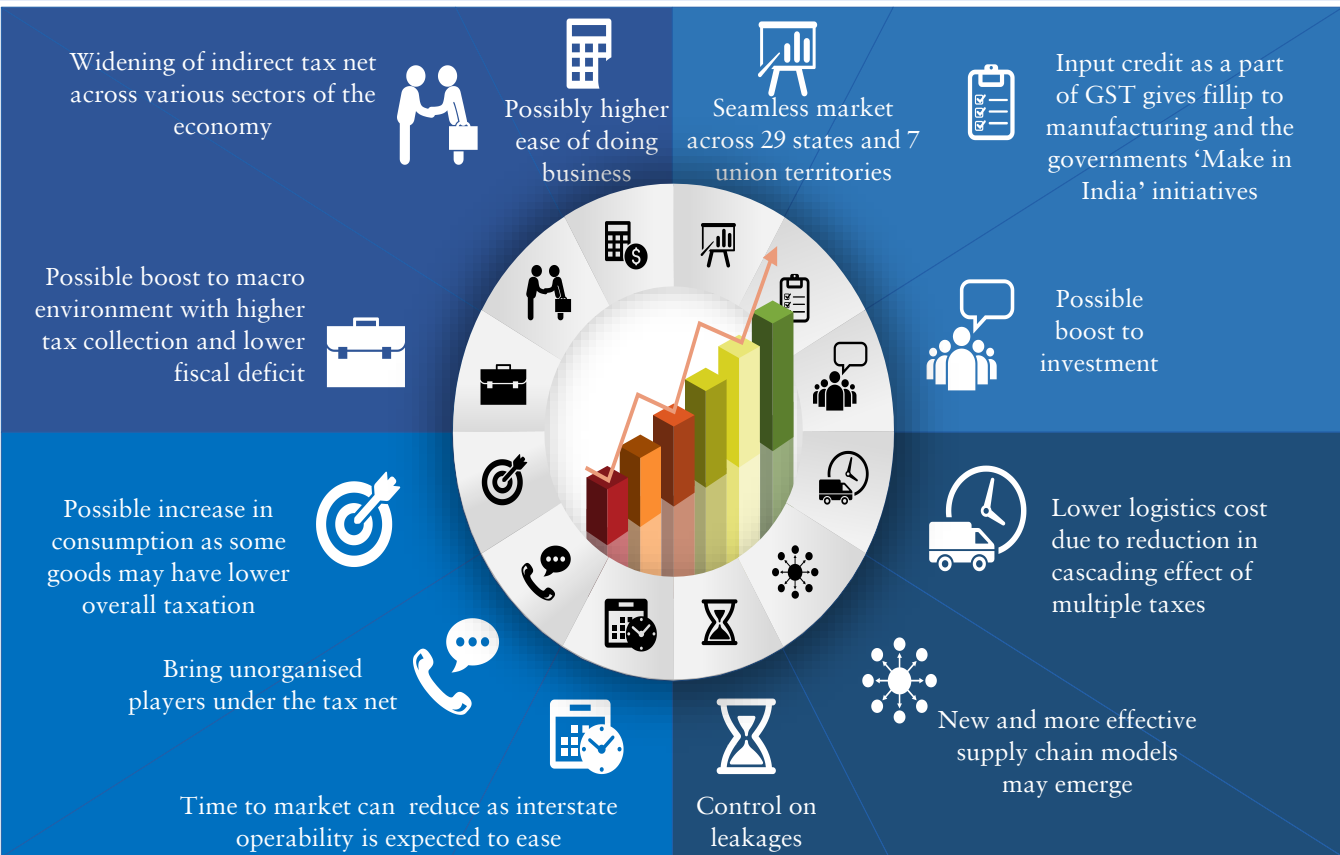 Widening of indirect tax net
across various sectors of the
economy
Possibly higher
ease of doing
business
Seamless market
across 29 states and 7
union territories
Input credit as a part
of GST gives fillip to
manufacturing and the
governments ‘Make in
India’ initiatives
Possible boost to macro
environment with higher
tax collection and lower
fiscal deficit
Possible
boost to
investment
Possible increase in
consumption as some
goods may have lower
overall taxation
Lower logistics cost
due to reduction in
cascading effect of
multiple taxes
Bring unorganised
players under the tax net
New and more effective
supply chain models
may emerge
Time to market can reduce as interstate
operability is expected to ease
Control on
leakages